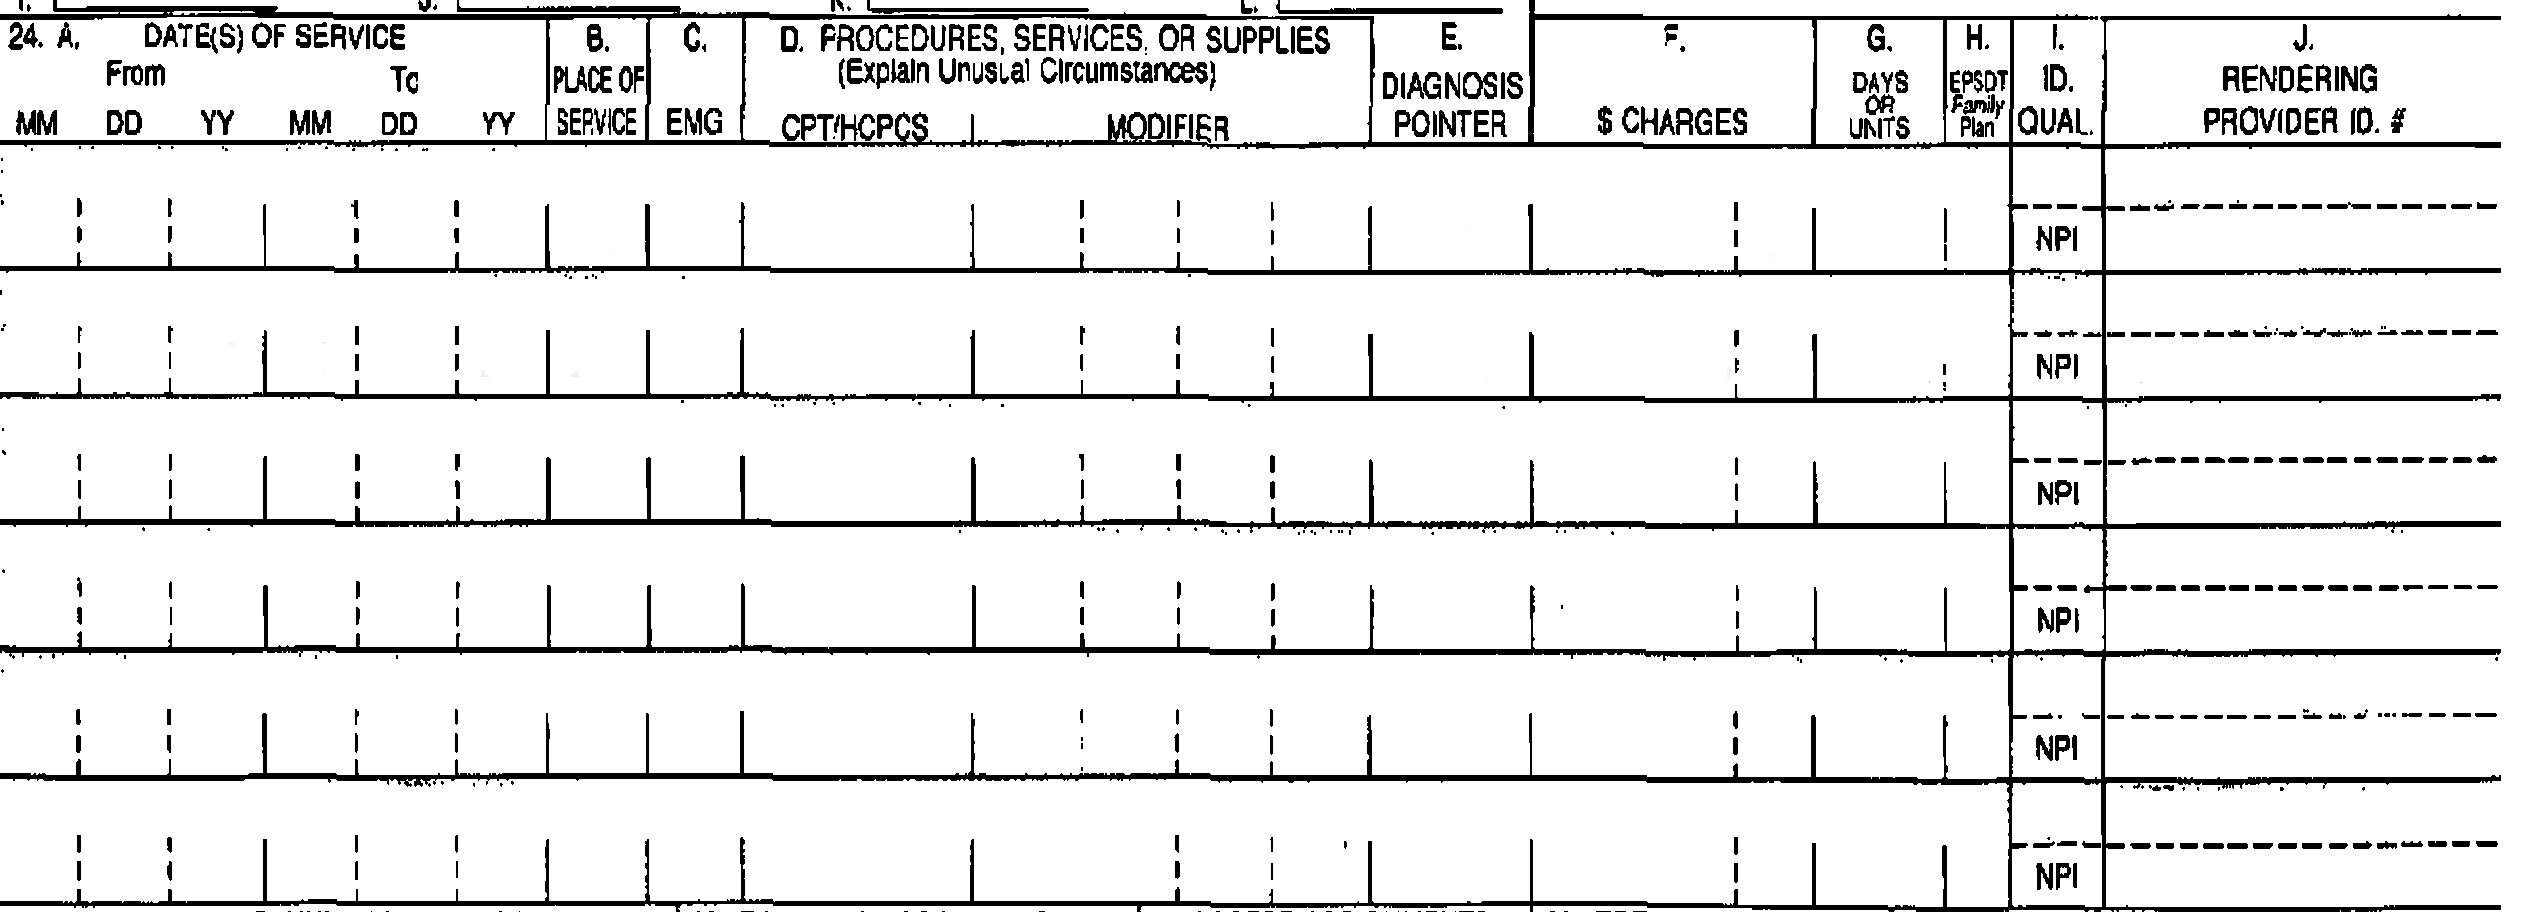 24. A. DATE(S) OF SERVICE
From To
MM DD YY MM DD YY
B.
PLACE OF
SERVICE
C.
EMG
D. PROCEDURES, SERVICES, OR SUPPLIES
(Explain Unusual Circumstances)
CPT/HCPCS MODIFIER
E.
DIAGNOSIS
POINTER
F.
$ CHARGES
G.
DAYS
OR
UNITS
H.
EPSDT
Family
Plan
I.
ID.
QUAL.
J.
RENDERING
PROVIDER ID. #
NPI
NPI
NPI
NPI
NPI
NPI